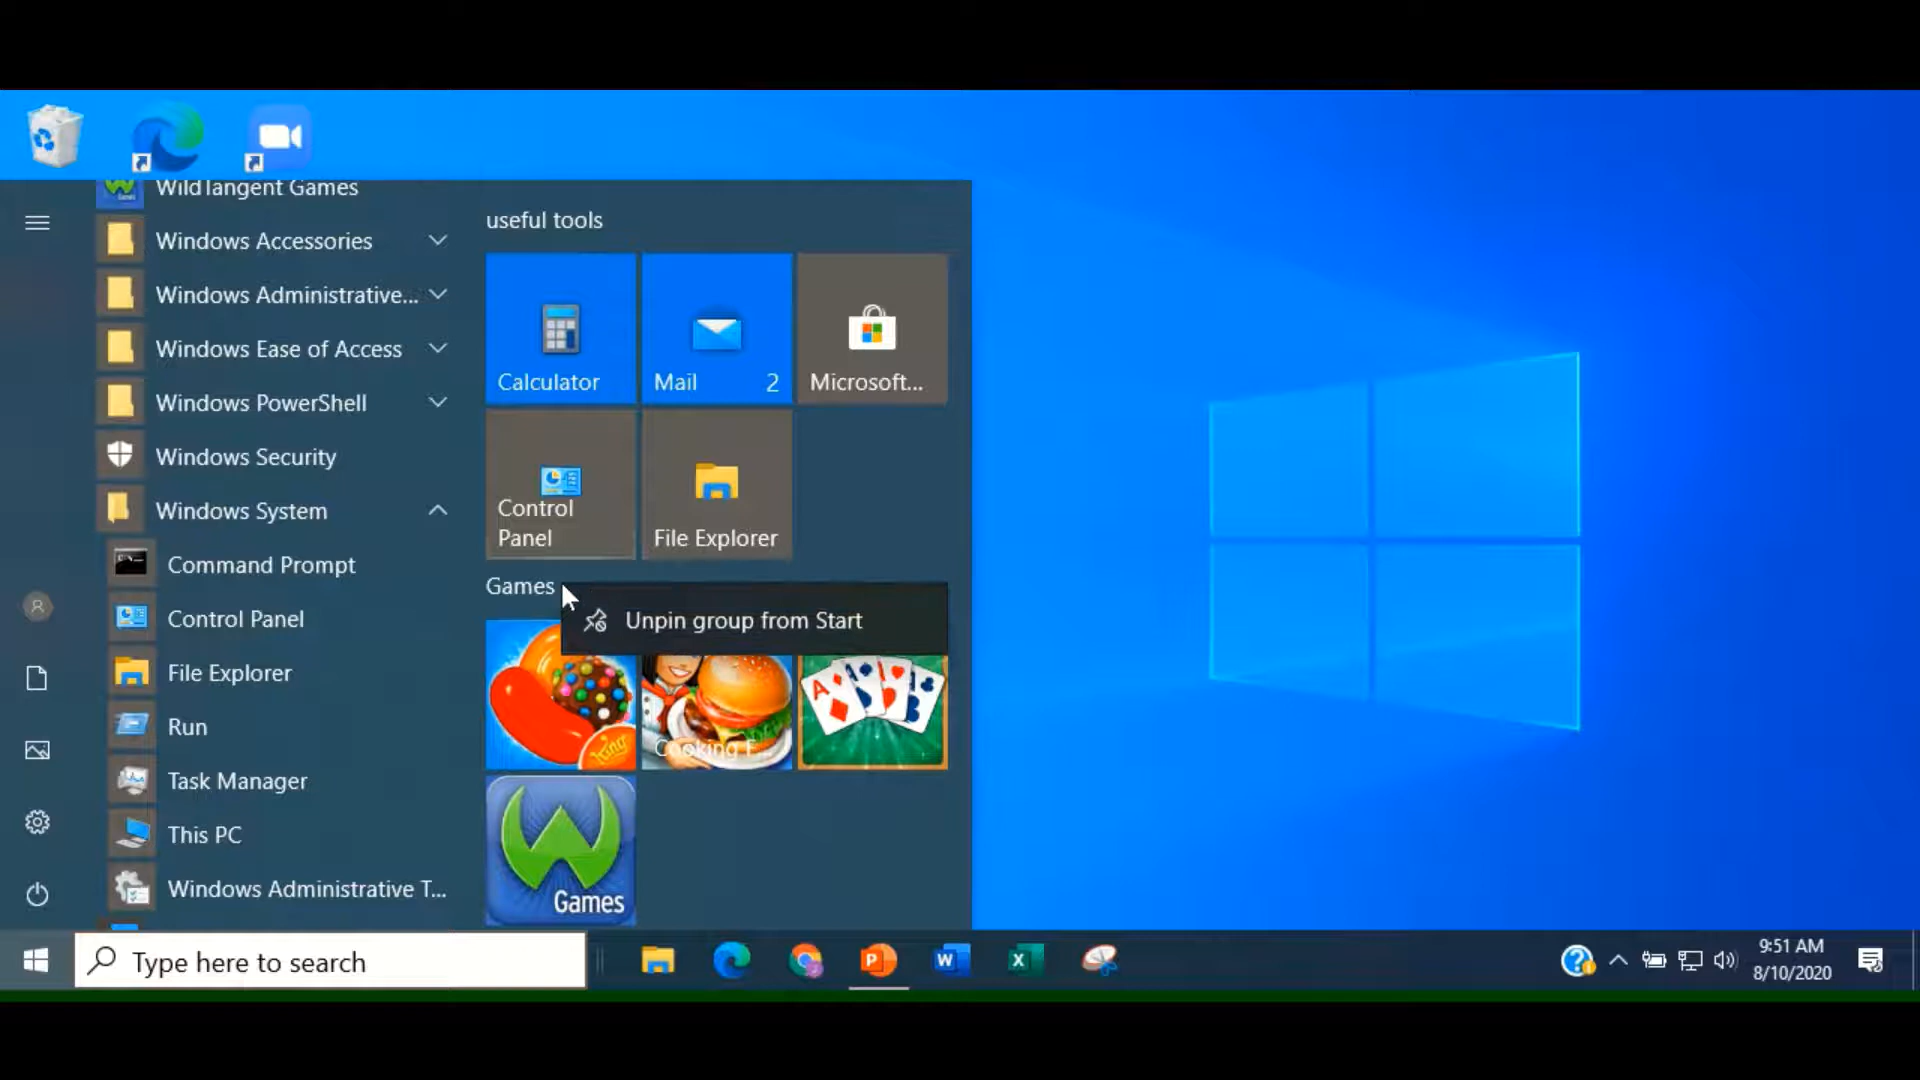 WildTangent Games
Windows Accessories
Windows Administrative...
Windows Ease of Access
Windows PowerShell
Windows Security
Windows System
Command Prompt
Control Panel
File Explorer
Run
Task Manager
This PC
Windows Administrative T...
useful tools
Calculator
Mail 2
Microsoft...
Control
Panel
File Explorer
Games
Unpin group from Start
King
Cooking F...
A
Games
Type here to search
P
W
X
9:51 AM
8/10/2020